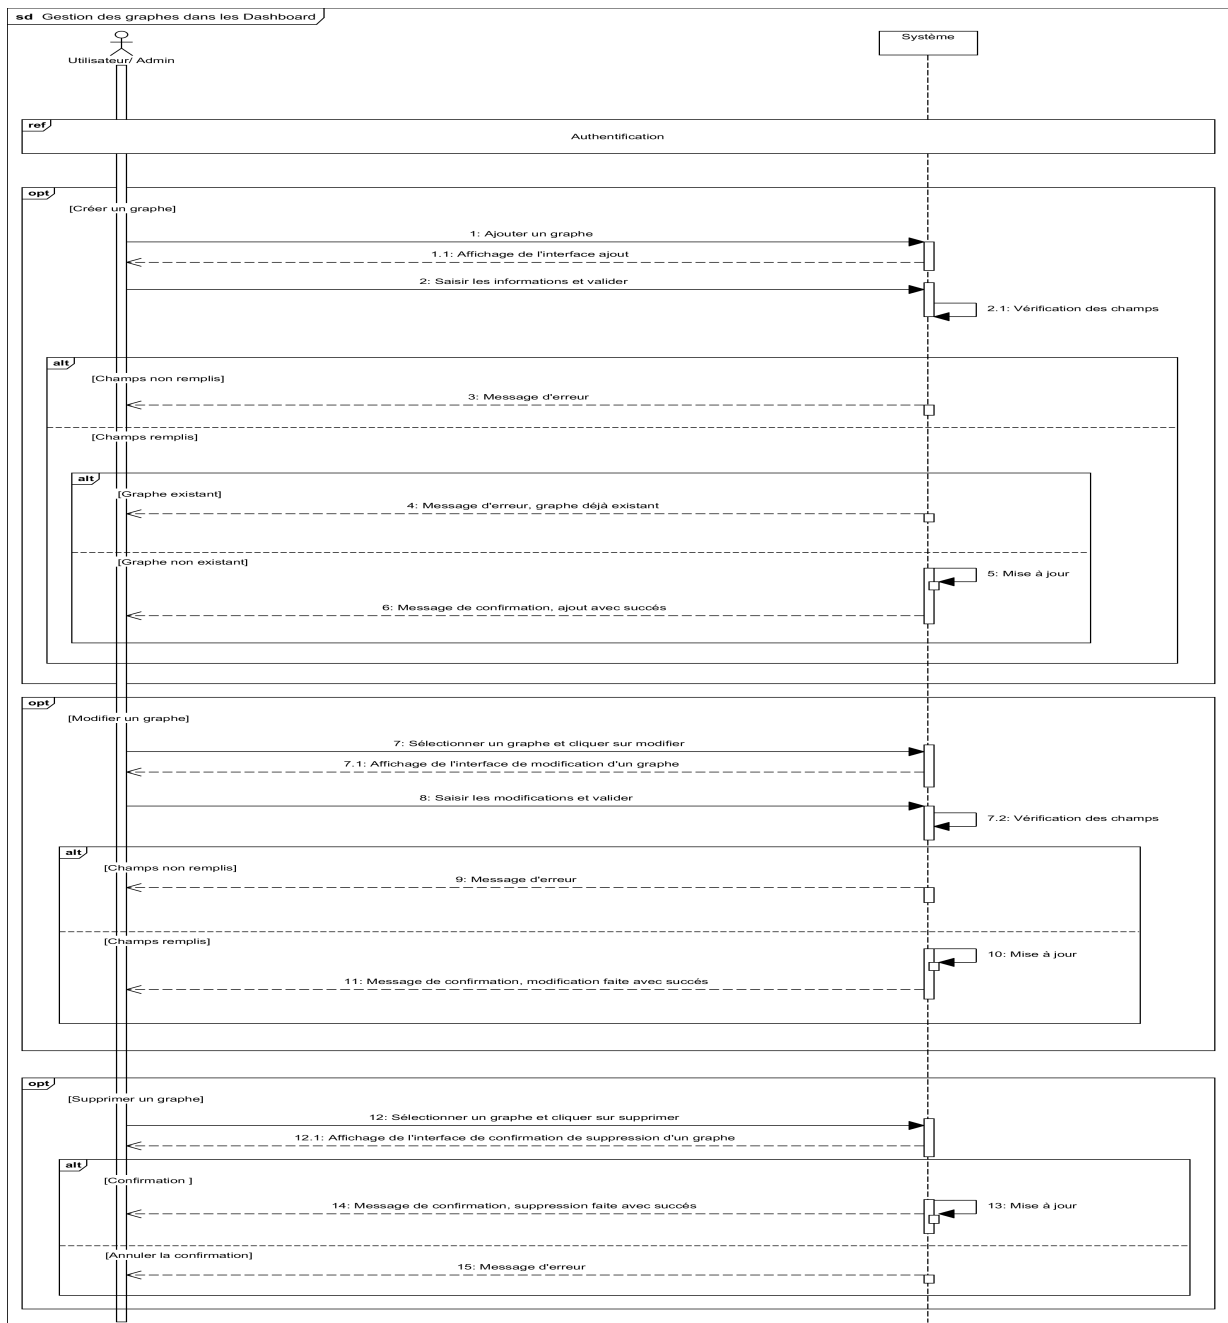 sd Gestion des graphes dans les Dashboard
Système
Utilisateur/ Admin
ref
Authentification
opt
[Créer un graphe]
1: Ajouter un graphe
1.1: Affichage de l'interface ajout
2: Saisir les informations et valider
2.1: Vérification des champs
alt
[Champs non remplis]
3: Message d'erreur
[Champs remplis]
alt
[Graphe existant]
4: Message d'erreur, graphe déjà existant
[Graphe non existant]
5: Mise à jour
6: Message de confirmation, ajout avec succés
opt
[Modifier un graphe]
7: Sélectionner un graphe et cliquer sur modifier
7.1: Affichage de l'interface de modification d'un graphe
8: Saisir les modifications et valider
7.2: Vérification des champs
alt
[Champs non remplis]
9: Message d'erreur
[Champs remplis]
10: Mise à jour
11: Message de confirmation, modification faite avec succés
opt
[Supprimer un graphe]
12: Sélectionner un graphe et cliquer sur supprimer
12.1: Affichage de l'interface de confirmation de suppression d'un graphe
alt
[Confirmation ]
14: Message de confirmation, suppression faite avec succés
13: Mise à jour
[Annuler la confirmation]
15: Message d'erreur